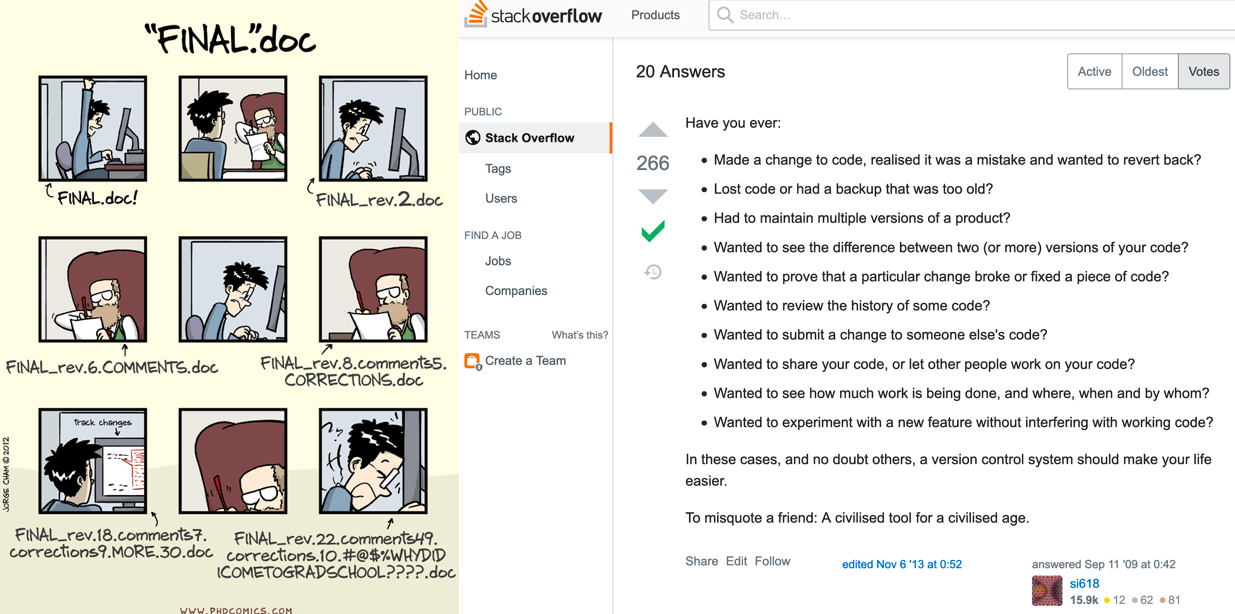 "FINAL".doc
FINAL.doc!
FINAL_rev.2.doc
FINAL_rev.6.COMMENTS.doc
FINAL_rev.8.comments5.
CORRECTIONS.doc
track changes
FINAL_rev.18.comments7.
corrections9.MORE.30.doc
FINAL_rev.22.comments49.
corrections.10.#@$%WHYDID
ICOMETOGRADSCHOOL????.doc
JORGE CHAM © 2012
WWW.PHDCOMICS.COM
stackoverflow
Products
Search...
Home
PUBLIC
Stack Overflow
Tags
Users
FIND A JOB
Jobs
Companies
TEAMS
What's this?
Create a Team
20 Answers
Active
Oldest
Votes
266
Have you ever:
• Made a change to code, realised it was a mistake and wanted to revert back?
• Lost code or had a backup that was too old?
• Had to maintain multiple versions of a product?
• Wanted to see the difference between two (or more) versions of your code?
• Wanted to prove that a particular change broke or fixed a piece of code?
• Wanted to review the history of some code?
• Wanted to submit a change to someone else's code?
• Wanted to share your code, or let other people work on your code?
• Wanted to see how much work is being done, and where, when and by whom?
• Wanted to experiment with a new feature without interfering with working code?
In these cases, and no doubt others, a version control system should make your life
easier.
To misquote a friend: A civilised tool for a civilised age.
Share Edit Follow
edited Nov 6 '13 at 0:52
answered Sep 11 '09 at 0:42
si618
15.9k • 12 • 62 • 81